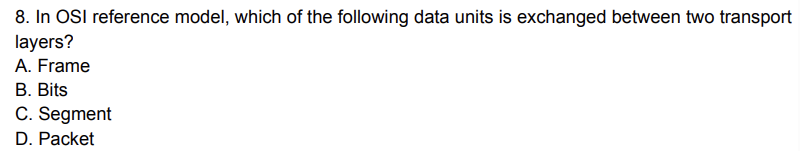 8. In OSI reference model, which of the following data units is exchanged between two transport
layers?
A. Frame
B. Bits
C. Segment
D. Packet